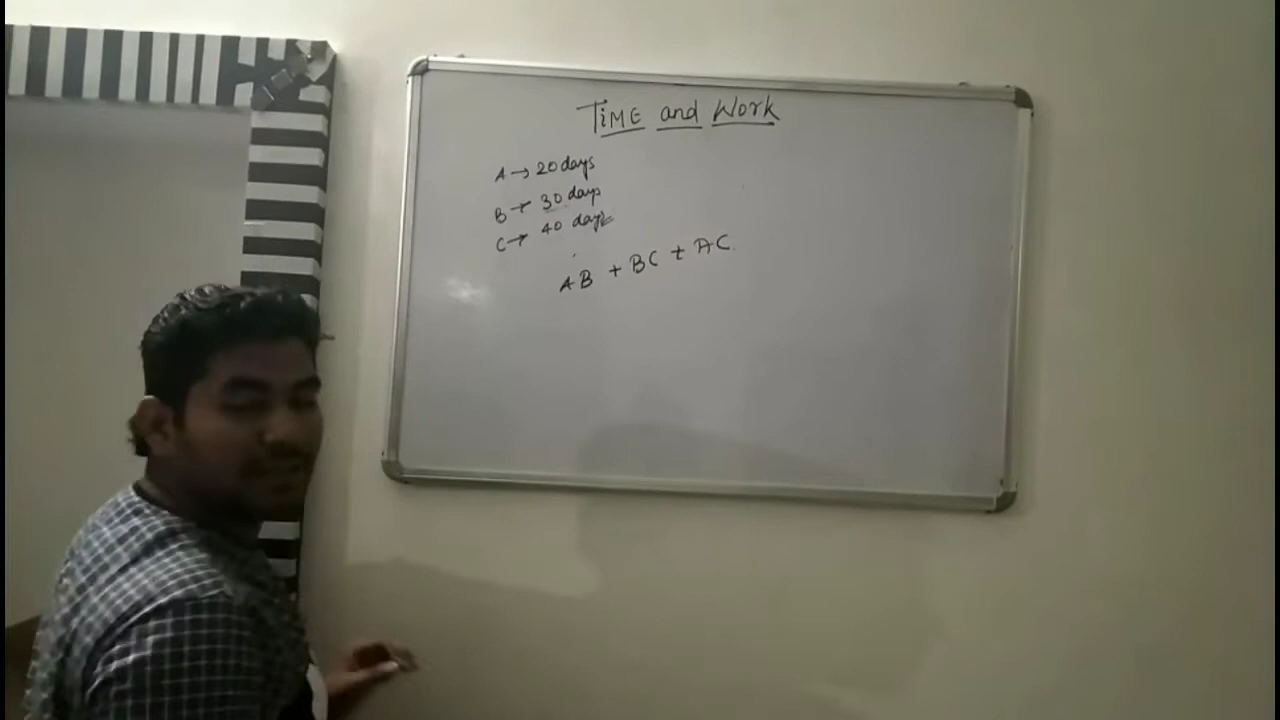 TiME and Work
A → 20 days
B → 30 days
C → 40 days
AB + BC + AC